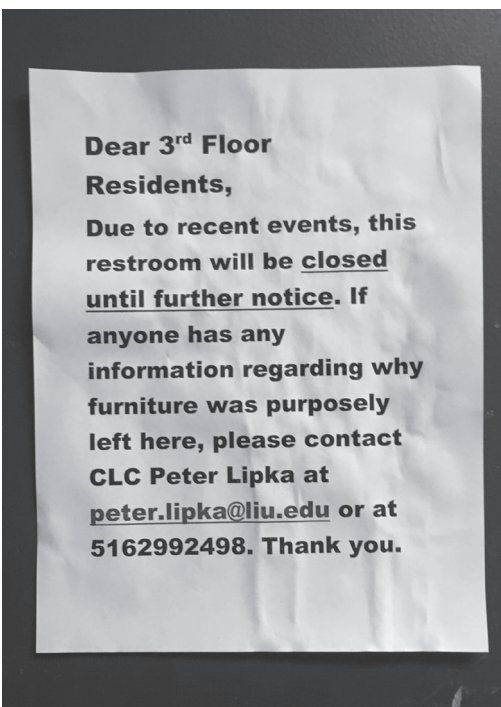 Dear 3rd Floor
Residents,
Due to recent events, this
restroom will be closed
until further notice. If
anyone has any
information regarding why
furniture was purposely
left here, please contact
CLC Peter Lipka at
peter.lipka@liu.edu or at
5162992498. Thank you.